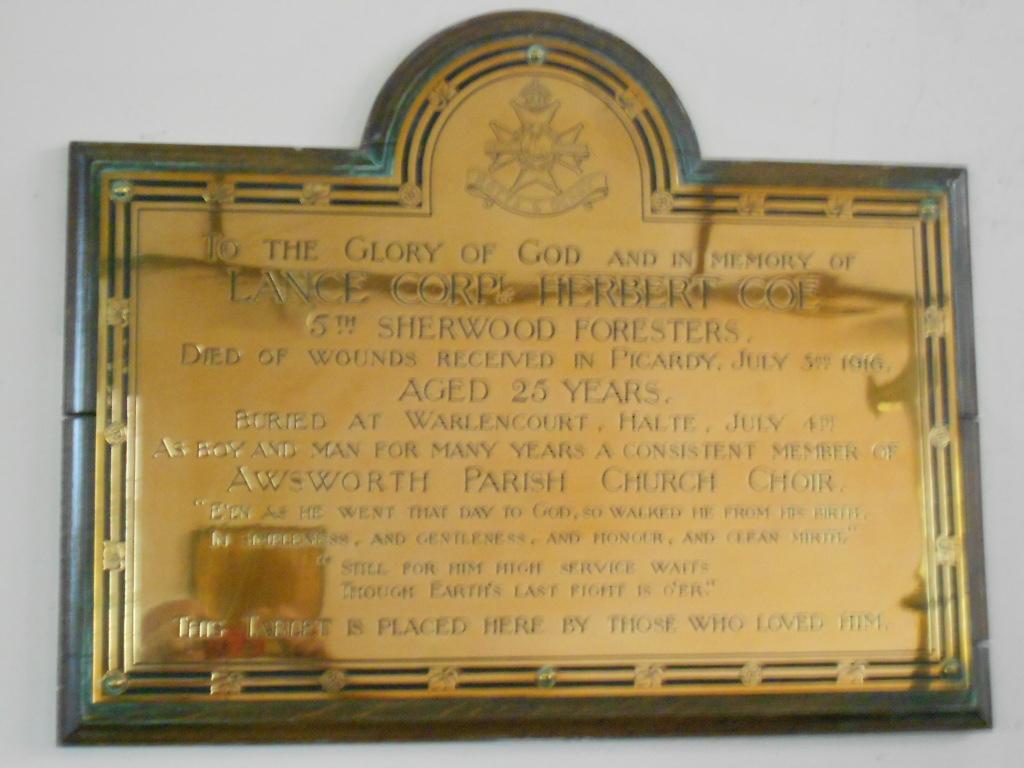 To the Glory of God and in memory of
LANCE CORPL HERBERT COE
5TH SHERWOOD FORESTERS.
Died of wounds received in Picardy, July 3RD 1916,
AGED 25 YEARS.
Buried at Warlencourt, Halte, July 4TH
As boy and man for many years a consistent member of
Awsworth Parish Church Choir.
"E'en as he went that day to God, so walked he from his birth,
In simpleness, and gentleness, and honour, and clean mirth."
"Still for him high service waits
Though Earth's last fight is o'er."
This Tablet is placed here by those who loved him.